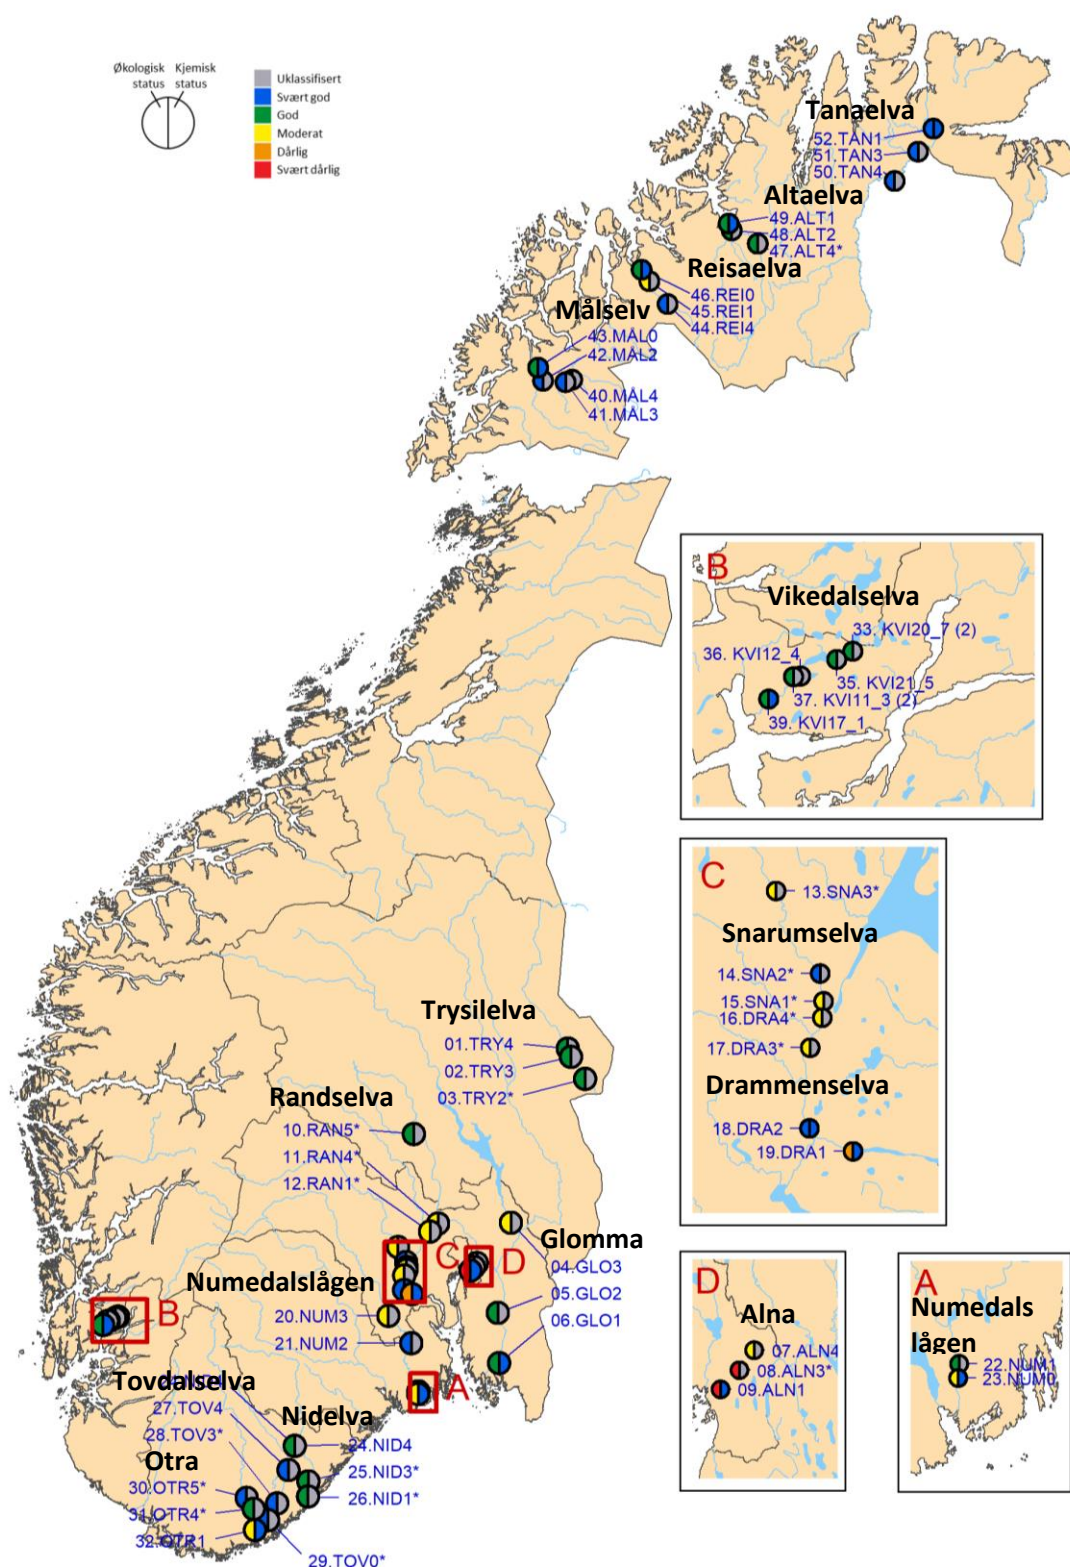 Økologisk status
Kjemisk status
Uklassifisert
Svært god
God
Moderat
Dårlig
Svært dårlig
Tanaelva
52.TAN1
51.TAN3
50.TAN4
Altaelva
49.ALT1
48.ALT2
47.ALT4*
Reisaelva
46.REI0
45.REI1
44.REI4
Målselv
43.MÅL0
42.MÅL2
40.MÅL4
41.MÅL3
B
Vikedalselva
33. KVI20_7 (2)
36. KVI12_4
35. KVI21_5
37. KVI11_3 (2)
39. KVI17_1
C
13.SNA3*
Snarumselva
14.SNA2*
15.SNA1*
16.DRA4*
17.DRA3*
Drammenselva
18.DRA2
19.DRA1
Trysilelva
01.TRY4
02.TRY3
03.TRY2*
Randselva
10.RAN5*
11.RAN4*
12.RAN1*
Glomma
04.GLO3
05.GLO2
06.GLO1
C
D
Numedalslågen
20.NUM3
21.NUM2
B
A
Tovdalselva
27.TOV4
28.TOV3*
Nidelva
24.NID4
25.NID3*
26.NID1*
Otra
30.OTR5*
31.OTR4*
32.OTR1
29.TOV0*
D
Alna
07.ALN4
08.ALN3*
09.ALN1
A
Numedals
lågen
22.NUM1
23.NUM0